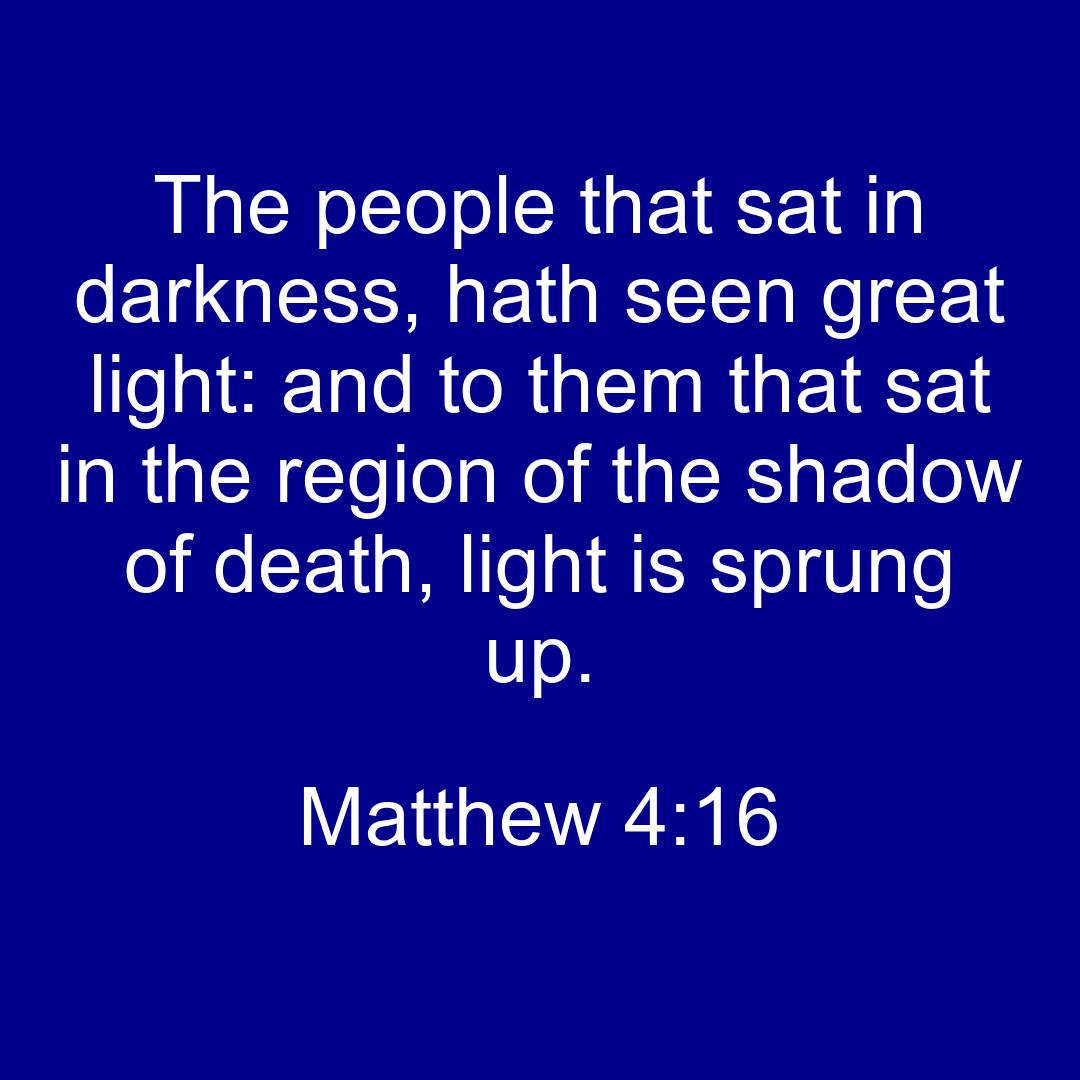 The people that sat in
darkness, hath seen great
light: and to them that sat
in the region of the shadow
of death, light is sprung
up.
Matthew 4:16